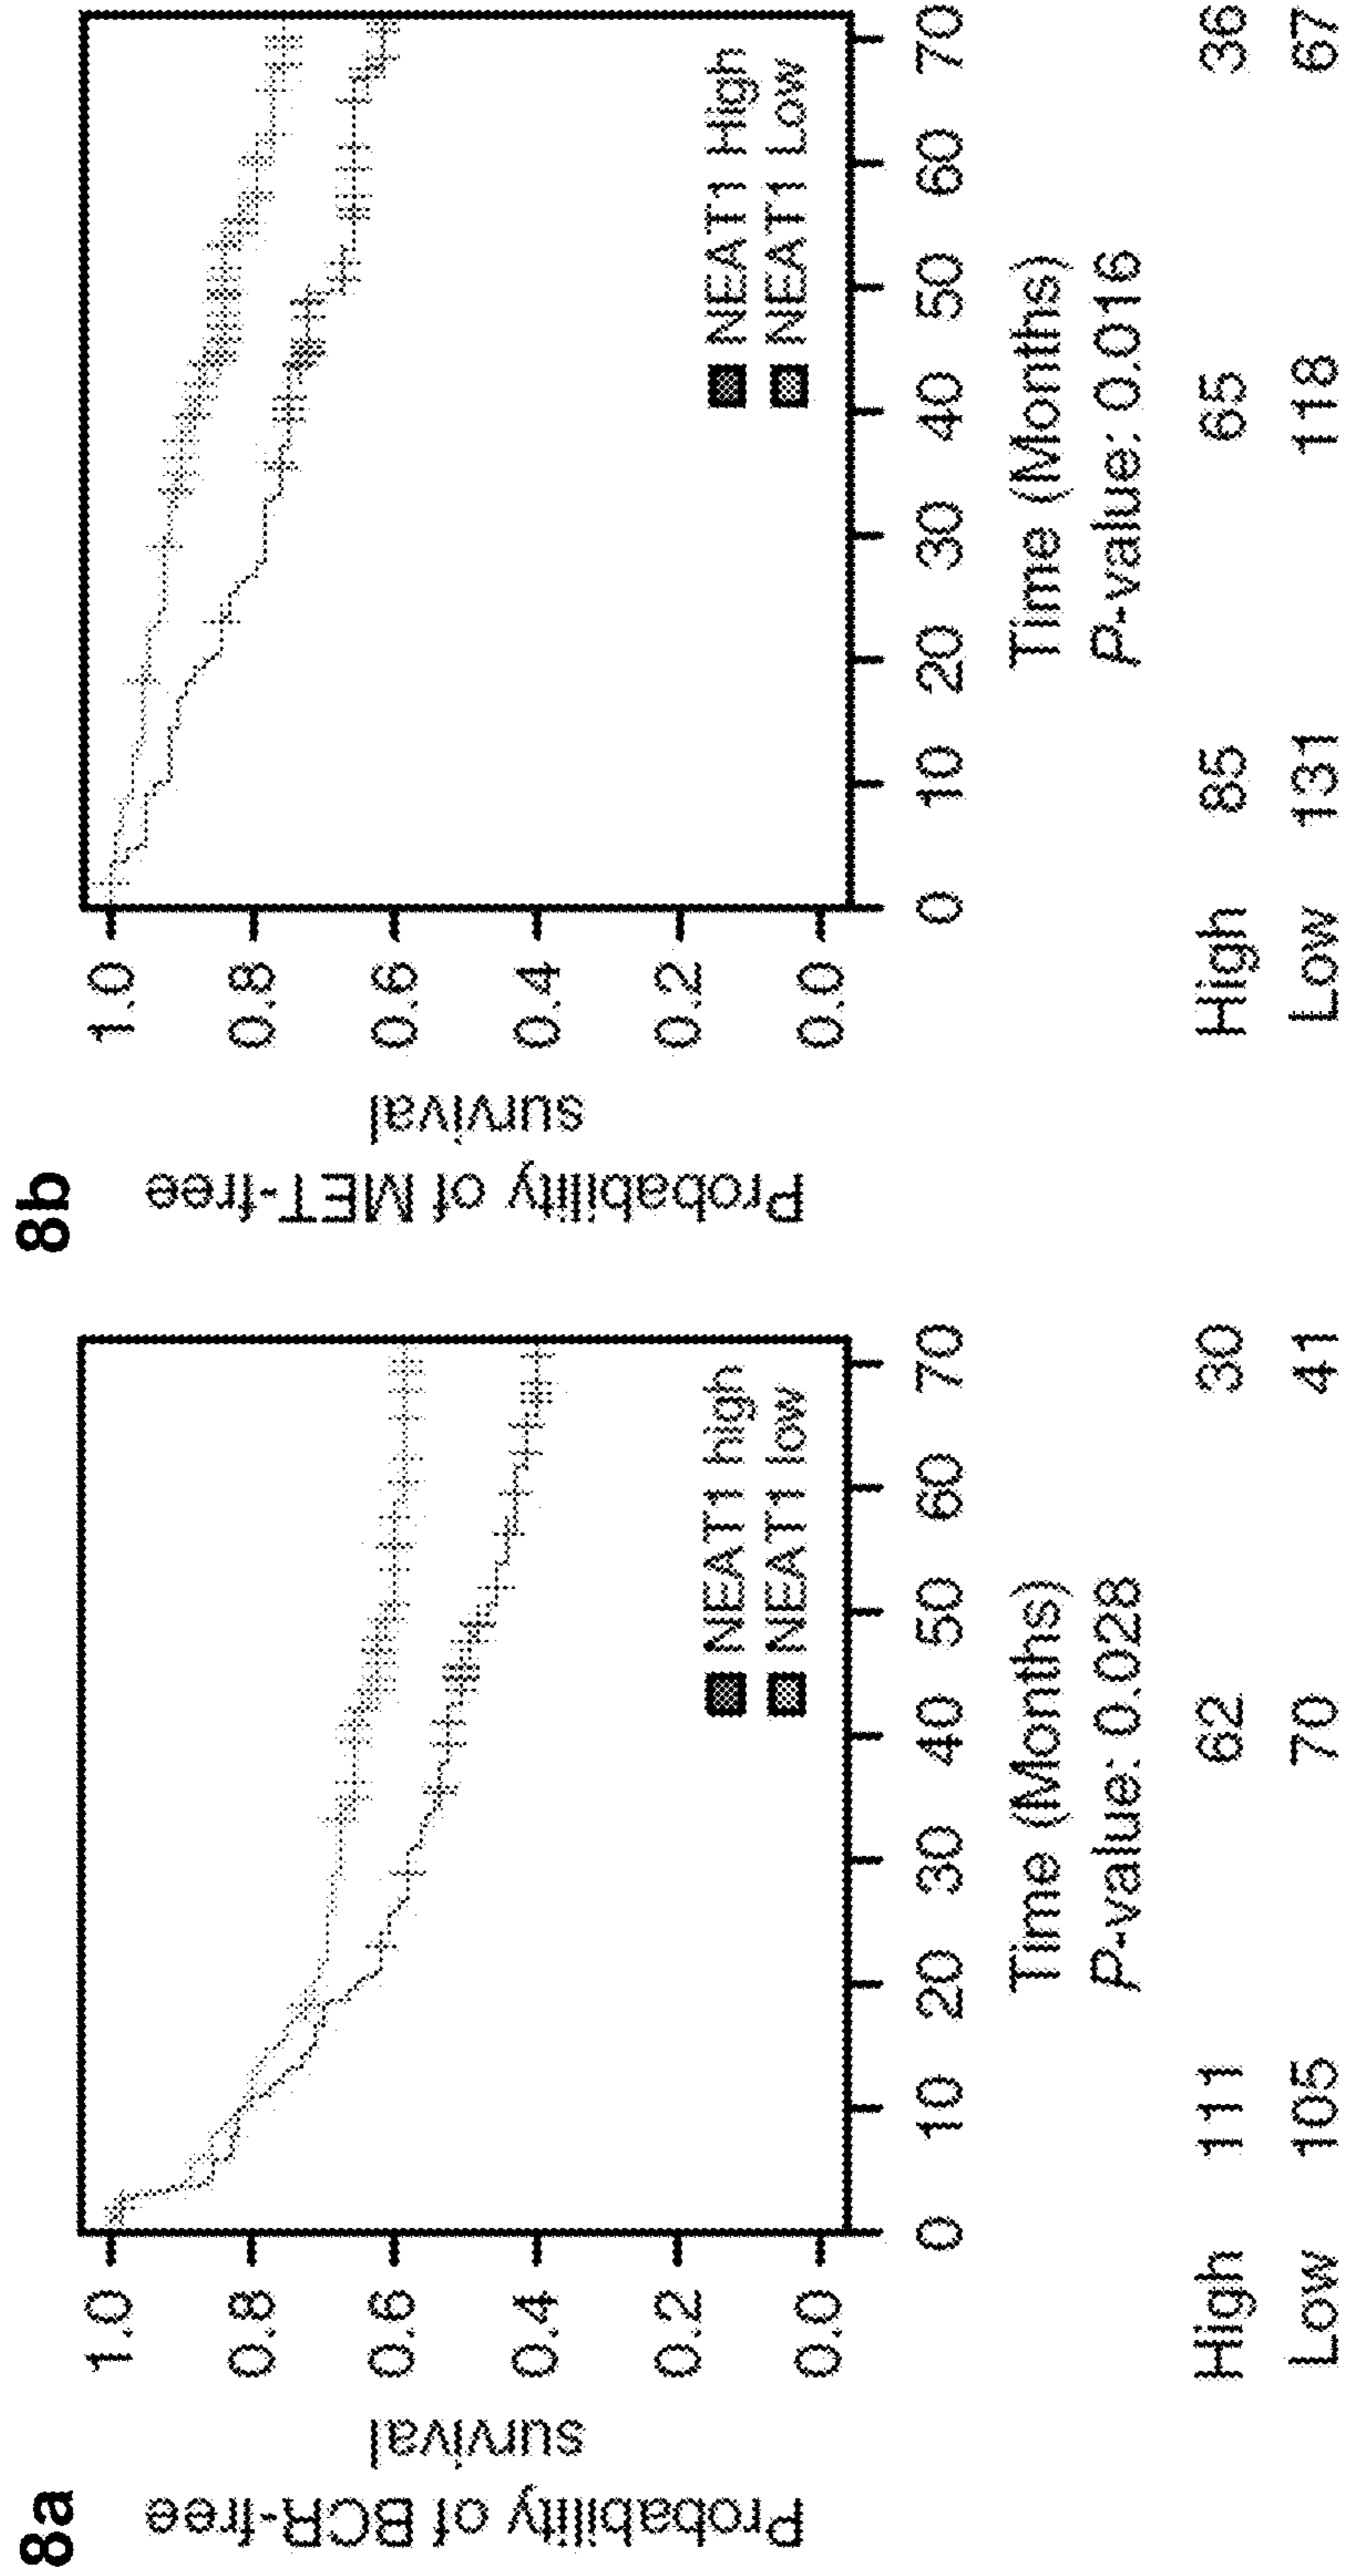 8a
Probability of BCR-free
survival
1.0
0.8
0.6
0.4
0.2
0.0
NEAT1 high
NEAT1 low
0 10 20 30 40 50 60 70
Time (Months)
P-value: 0.028
High 111 62 30
Low 105 70 41
8b
Probability of MET-free
survival
1.0
0.8
0.6
0.4
0.2
0.0
NEAT1 High
NEAT1 Low
0 10 20 30 40 50 60 70
Time (Months)
P-value: 0.016
High 85 65 36
Low 131 118 67